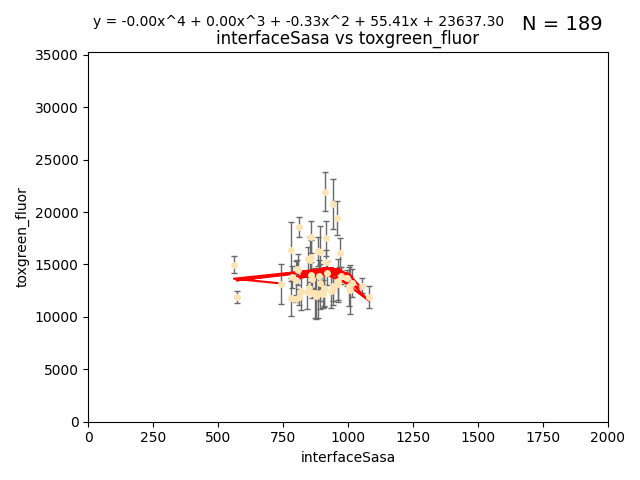 y = -0.00x^4 + 0.00x^3 + -0.33x^2 + 55.41x + 23637.30
N = 189
interfaceSasa vs toxgreen_fluor
35000
30000
25000
20000
15000
10000
5000
0
toxgreen_fluor
0 250 500 750 1000 1250 1500 1750 2000
interfaceSasa